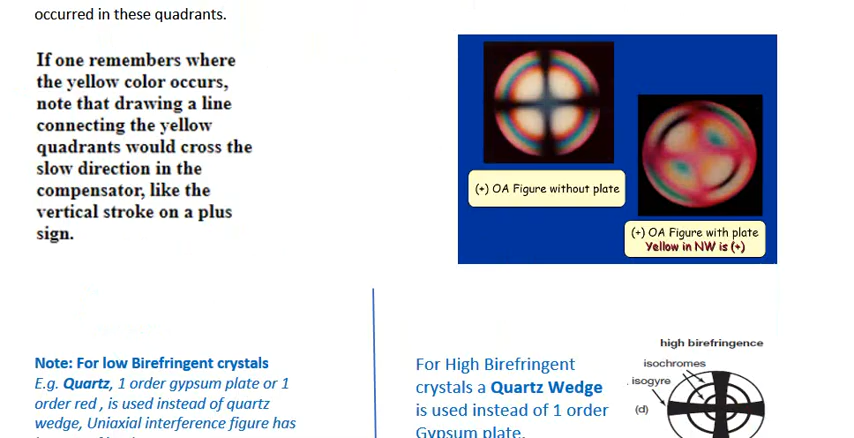 occurred in these quadrants.
If one remembers where
the yellow color occurs,
note that drawing a line
connecting the yellow
quadrants would cross the
slow direction in the
compensator, like the
vertical stroke on a plus
sign.
(+) OA Figure without plate
(+) OA Figure with plate
Yellow in NW is (+)
Note: For low Birefringent crystals
E.g. Quartz, 1 order gypsum plate or 1
order red , is used instead of quartz
wedge, Uniaxial interference figure has
For High Birefringent
crystals a Quartz Wedge
is used instead of 1 order
Gypsum plate.
high birefringence
isochromes
isogyre
(d)